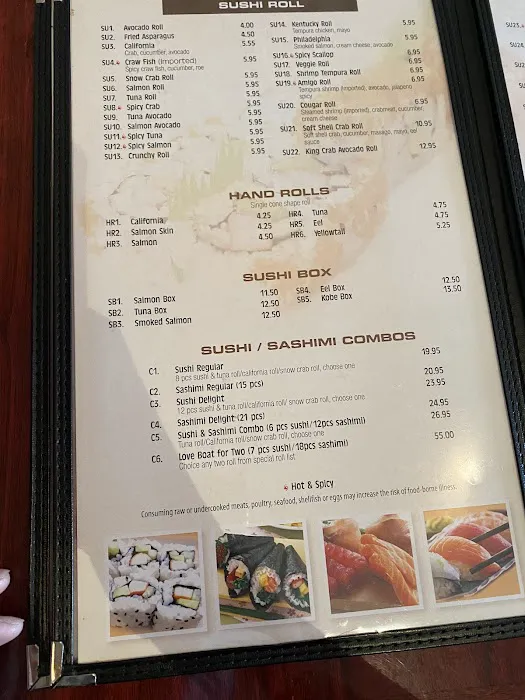 SUSHI ROLL
SU1. Avocado Roll 4.00
SU2. Fried Asparagus 4.50
SU3. California 5.55
Crab, cucumber, avocado
SU4. Craw Fish (Imported) 5.95
Spicy craw fish, cucumber, roe
SU5. Snow Crab Roll 5.95
SU6. Salmon Roll 5.95
SU7. Tuna Roll 5.95
SU8. Spicy Crab 5.95
SU9. Tuna Avocado 5.95
SU10. Salmon Avocado 5.95
SU11. Spicy Tuna 5.95
SU12. Spicy Salmon 5.95
SU13. Crunchy Roll 5.95
SU14. Kentucky Roll 5.95
Tempura chicken, mayo
SU15. Philadelphia 5.95
Smoked salmon, cream cheese, avocado
SU16. Spicy Scallop 6.95
SU17. Veggie Roll 6.95
SU18. Shrimp Tempura Roll 6.95
SU19. Amigo Roll 6.95
Tempura shrimp (imported), avocado, jalapeno
spicy
SU20. Cougar Roll 6.95
Steamed shrimp (imported), crabmeat, cucumber,
cream cheese
SU21. Soft Shell Crab Roll 10.95
Soft shell crab, cucumber, masago, mayo, eel
sauce
SU22. King Crab Avocado Roll 12.95
HAND ROLLS
Single cone shape roll
HR1. California 4.25
HR2. Salmon Skin 4.25
HR3. Salmon 4.50
HR4. Tuna 4.75
HR5. Eel 4.75
HR6. Yellowtail 5.25
SUSHI BOX
SB1. Salmon Box 11.50
SB2. Tuna Box 12.50
SB3. Smoked Salmon 12.50
SB4. Eel Box 12.50
SB5. Kobe Box 13.50
SUSHI / SASHIMI COMBOS
C1. Sushi Regular 19.95
8 pcs sushi & tuna roll/california roll/snow crab roll, choose one
C2. Sashimi Regular (15 pcs) 20.95
C3. Sushi Delight 23.95
12 pcs sushi & tuna roll/california roll/ snow crab roll, choose one
C4. Sashimi Delight (21 pcs) 24.95
C5. Sushi & Sashimi Combo (6 pcs sushi/12pcs sashimi) 26.95
Tuna roll/California roll/snow crab roll, choose one
C6. Love Boat for Two (7 pcs sushi/18pcs sashimi) 55.00
Choice any two roll from special roll list
Hot & Spicy
Consuming raw or undercooked meats, poultry, seafood, shellfish or eggs may increase the risk of food-borne illness.
SU23.
SU24.